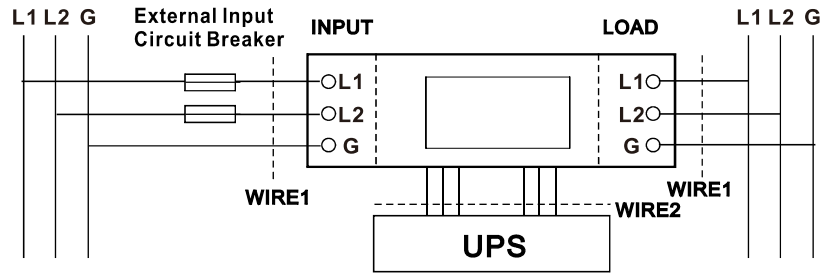 L1 L2 G
External Input
Circuit Breaker
INPUT
LOAD
L1 L2 G
L1
L2
G
L1
L2
G
WIRE1
WIRE1
WIRE2
UPS